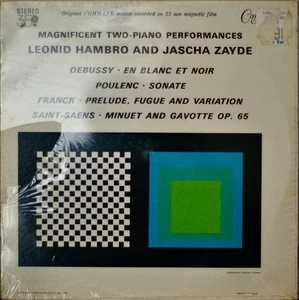 Original COMMAND master recorded on 35 mm magnetic film
STEREO
MAGNIFICENT TWO-PIANO PERFORMANCES
LEONID HAMBRO AND JASCHA ZAYDE
DEBUSSY · EN BLANC ET NOIR
POULENC · SONATE
FRANCK · PRELUDE, FUGUE AND VARIATION
SAINT-SAENS · MINUET AND GAVOTTE OP. 65